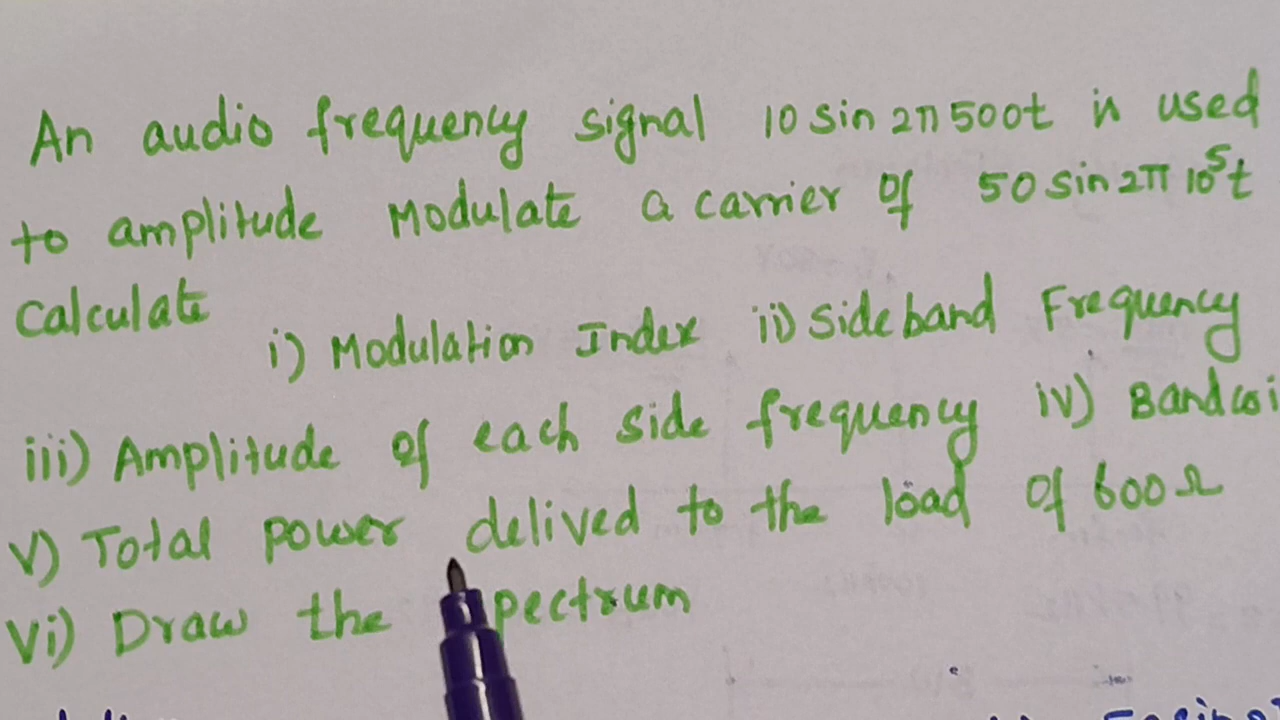 An audio frequency signal 10 sin 2π 500t is used
to amplitude Modulate a carrier of 50 sin 2π 10⁵t
Calculate
i) Modulation Index ii) Sideband Frequency
iii) Amplitude of each side frequency iv) Bandwi
v) Total power delived to the load of 600 Ω
vi) Draw the pectrum